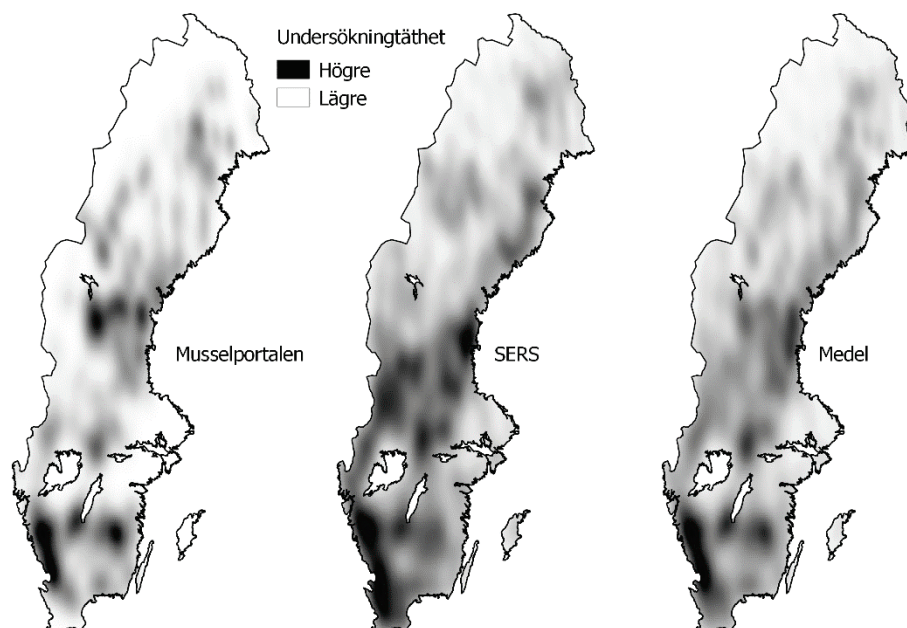 Undersökningtäthet
Högre
Lägre
Musselportalen
SERS
Medel